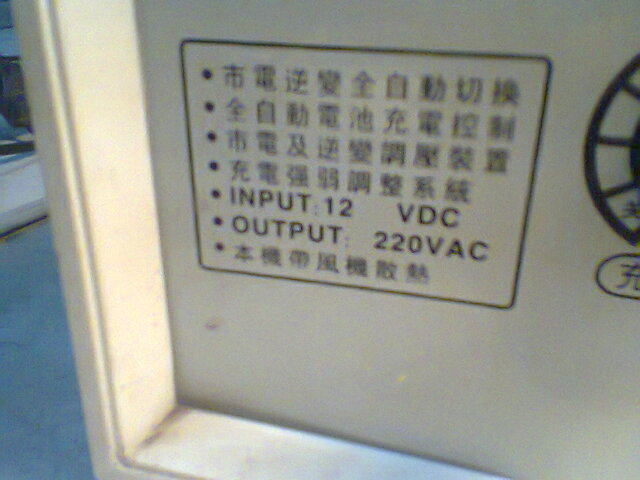 • 市電逆變全自動切換
• 全自動電池充電控制
• 市電及逆變調壓裝置
• 充電强弱調整系統
• INPUT: 12 VDC
• OUTPUT: 220VAC
• 本機帶風機散熱
充